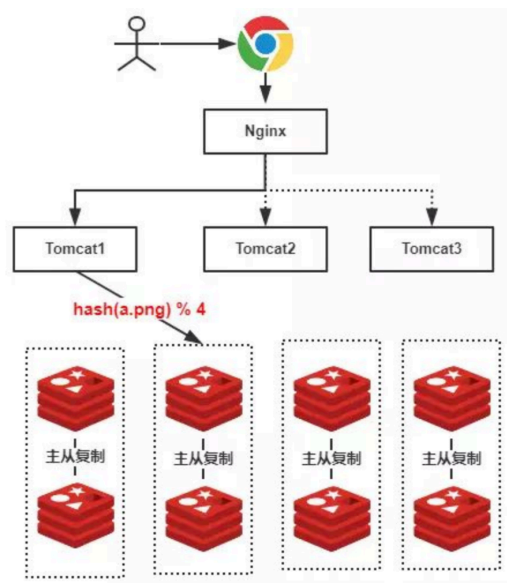 Nginx
Tomcat1
Tomcat2
Tomcat3
hash(a.png) % 4
主从复制
主从复制
主从复制
主从复制